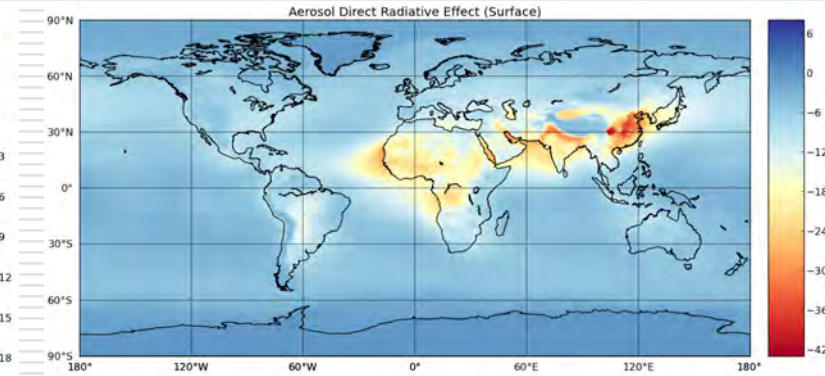 Aerosol Direct Radiative Effect (Surface)
90°N
60°N
30°N
0°
30°S
60°S
90°S
180°
120°W
60°W
0°
60°E
120°E
180°
6
0
−6
−12
−18
−24
−30
−36
−42
3
6
9
12
15
18